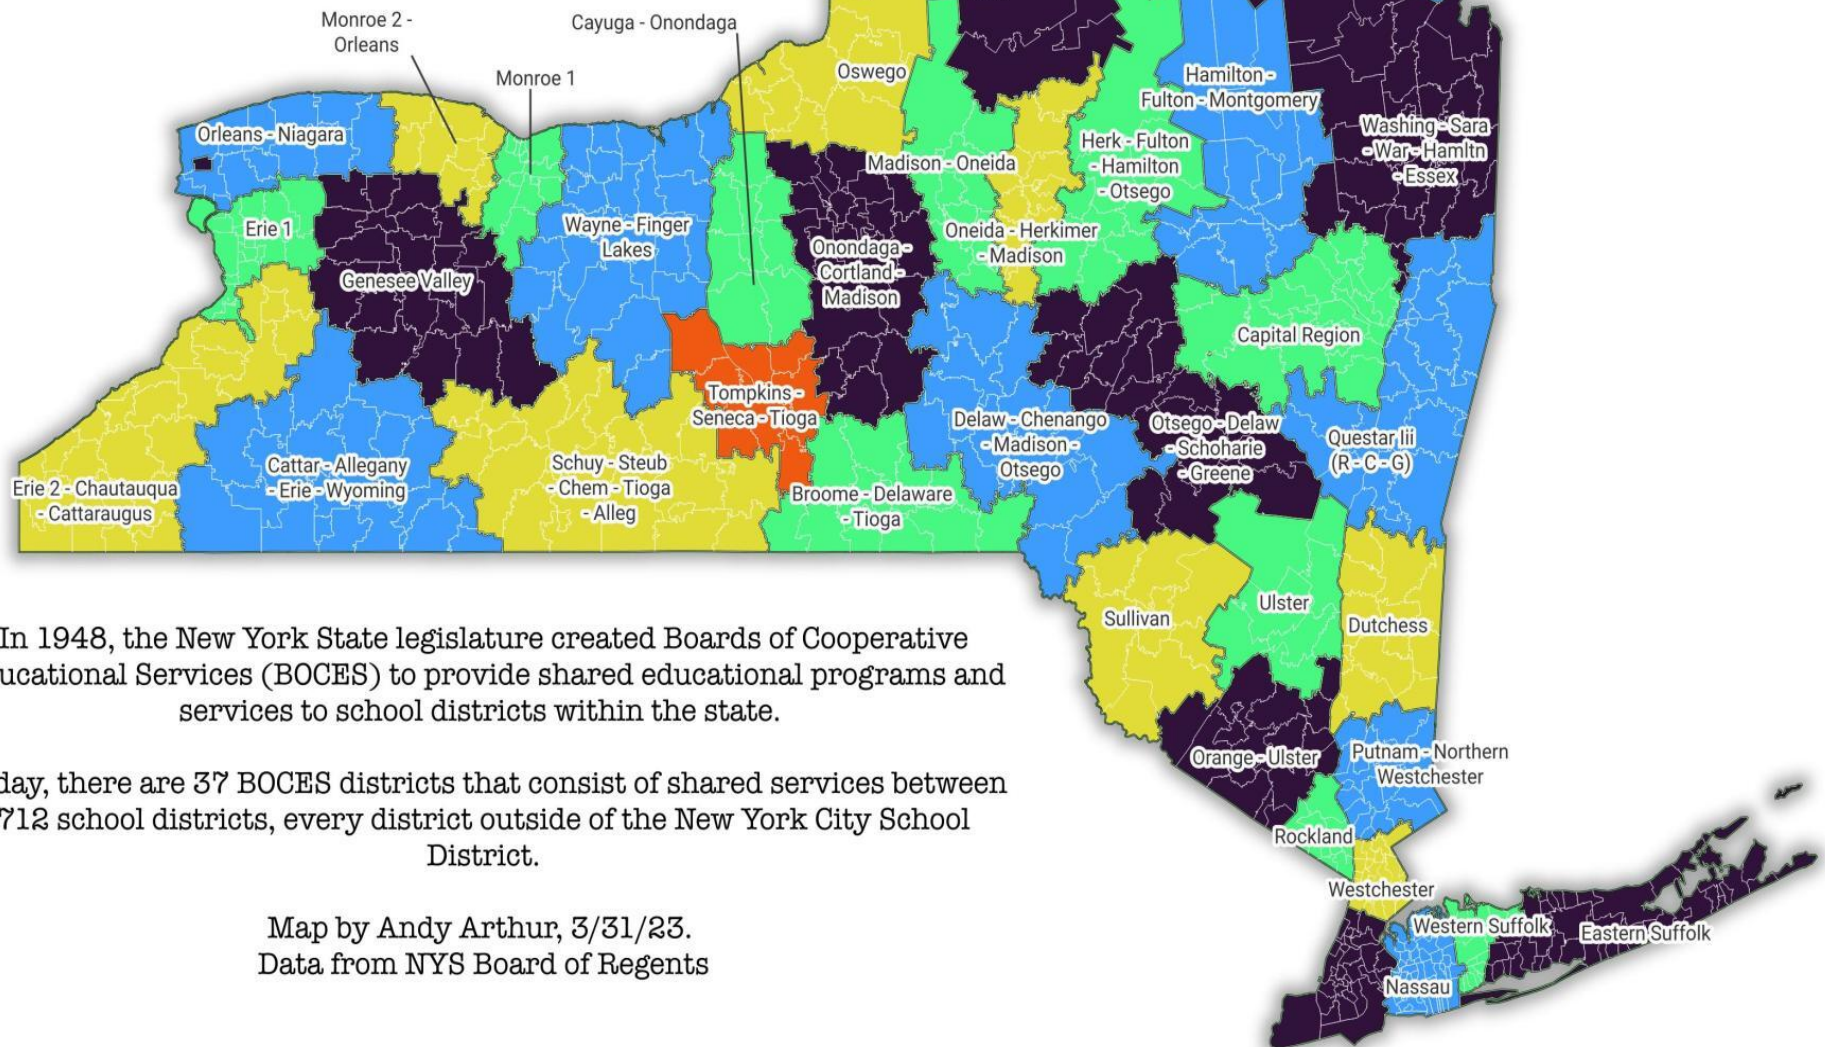 Monroe 2 -
Orleans
Cayuga - Onondaga
Monroe 1
Oswego
Hamilton -
Fulton - Montgomery
Orleans - Niagara
Washing - Sara
- War - Hamltn
- Essex
Madison - Oneida
Herk - Fulton
- Hamilton
- Otsego
Erie 1
Wayne - Finger
Lakes
Oneida - Herkimer
- Madison
Onondaga -
Cortland -
Madison
Genesee Valley
Capital Region
Tompkins -
Seneca - Tioga
Delaw - Chenango
- Madison -
Otsego
Otsego - Delaw
- Schoharie
- Greene
Questar Iii
(R - C - G)
Cattar - Allegany
- Erie - Wyoming
Schuy - Steub
- Chem - Tioga
- Alleg
Erie 2 - Chautauqua
- Cattaraugus
Broome - Delaware
- Tioga
Sullivan
Ulster
Dutchess
In 1948, the New York State legislature created Boards of Cooperative
ucational Services (BOCES) to provide shared educational programs and
services to school districts within the state.
day, there are 37 BOCES districts that consist of shared services between
712 school districts, every district outside of the New York City School
District.
Map by Andy Arthur, 3/31/23.
Data from NYS Board of Regents
Orange - Ulster
Putnam - Northern
Westchester
Rockland
Westchester
Western Suffolk
Eastern Suffolk
Nassau